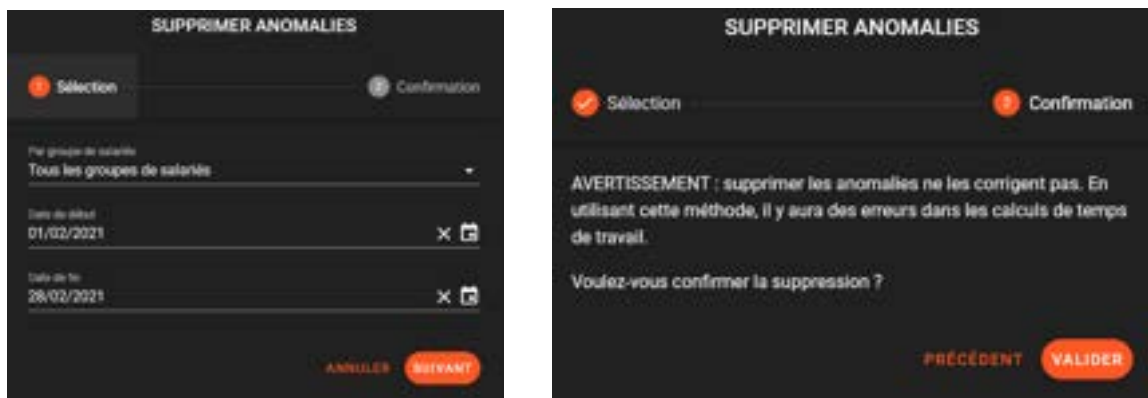 SUPPRIMER ANOMALIES
1 Sélection
2 Confirmation
Par groupe de salariés
Tous les groupes de salariés
Date de début
01/02/2021
Date de fin
28/02/2021
ANNULER SUIVANT
SUPPRIMER ANOMALIES
Sélection
2 Confirmation
AVERTISSEMENT : supprimer les anomalies ne les corrigent pas. En
utilisant cette méthode, il y aura des erreurs dans les calculs de temps
de travail.
Voulez-vous confirmer la suppression ?
PRÉCÉDENT VALIDER